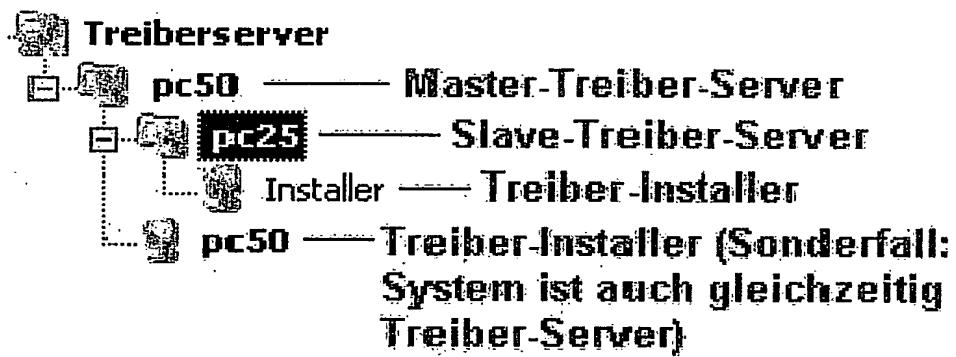 Treiberserver
pc50 Master-Treiber-Server
pc25 Slave-Treiber-Server
Installer Treiber-Installer
pc50 Treiber-Installer (Sonderfall:
System ist auch gleichzeitig
Treiber-Server)